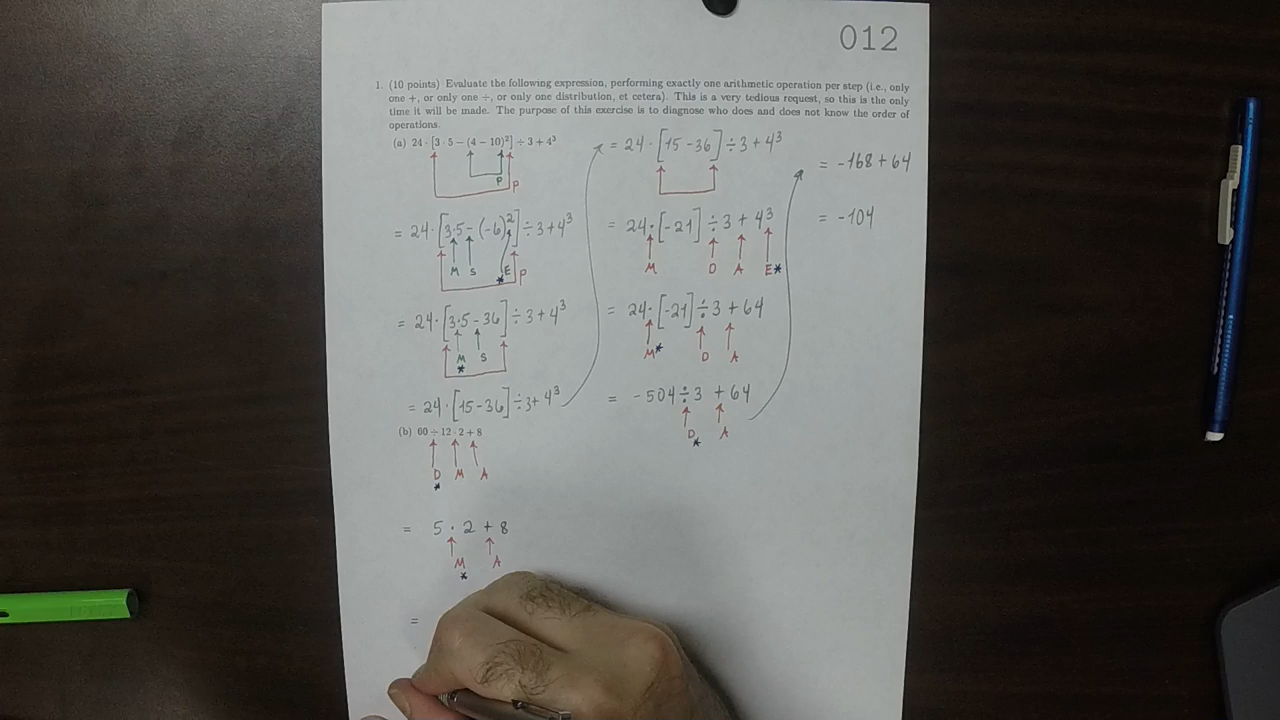 012
1. (10 points) Evaluate the following expression, performing exactly one arithmetic operation per step (i.e., only
one +, or only one ÷, or only one distribution, et cetera). This is a very tedious request, so this is the only
time it will be made. The purpose of this exercise is to diagnose who does and does not know the order of
operations.
(a) 24 · [3 · 5 − (4 − 10)²] ÷ 3 + 4³
P
P
= 24 · [3·5 − (−6)²] ÷ 3 + 4³
M S E P
*
= 24 · [3·5 − 36] ÷ 3 + 4³
M S
*
= 24 · [15 − 36] ÷ 3 + 4³
= 24 · [15 − 36] ÷ 3 + 4³
= 24 · [−21] ÷ 3 + 4³
M D A E*
= 24 · [−21] ÷ 3 + 64
M* D A
= −504 ÷ 3 + 64
D A
*
= −168 + 64
= −104
(b) 60 ÷ 12 · 2 + 8
D M A
*
= 5 · 2 + 8
M A
*
=